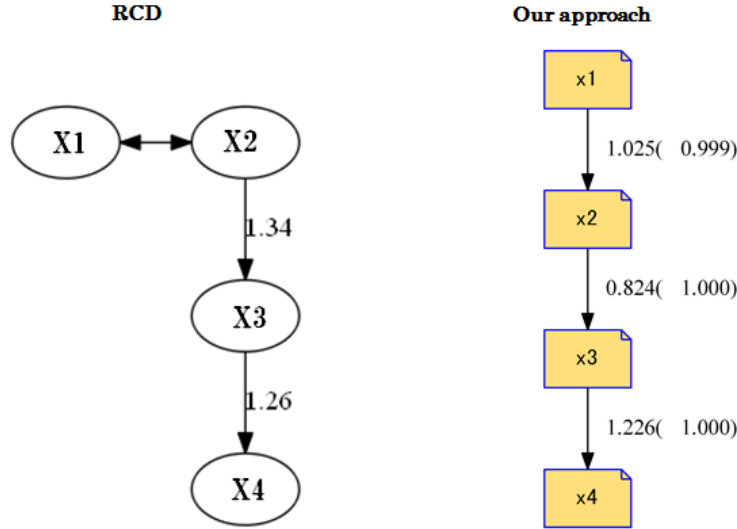 RCD
Our approach
X1
X2
1.34
X3
1.26
X4
x1
1.025( 0.999)
x2
0.824( 1.000)
x3
1.226( 1.000)
x4